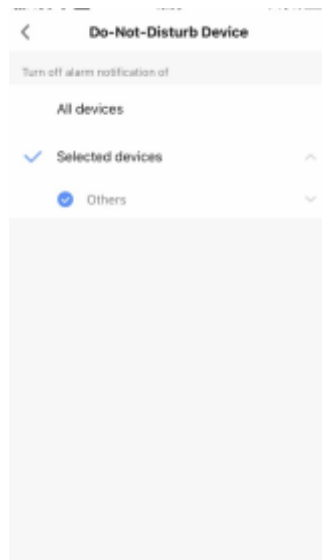 Do-Not-Disturb Device
Turn off alarm notification of
All devices
Selected devices
Others